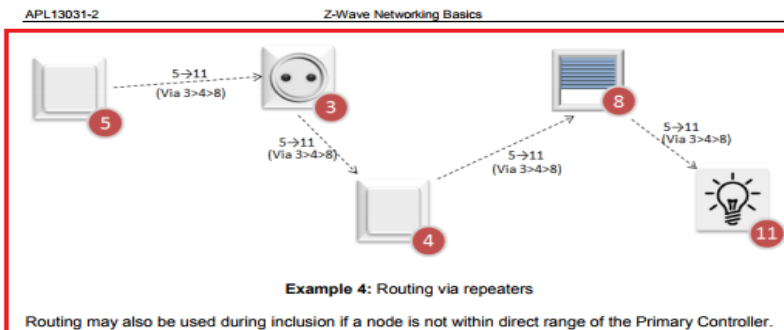 APL13031-2 Z-Wave Networking Basics
5→11
(Via 3>4>8)
5
3
5→11
(Via 3>4>8)
4
5→11
(Via 3>4>8)
8
5→11
(Via 3>4>8)
11
Example 4: Routing via repeaters
Routing may also be used during inclusion if a node is not within direct range of the Primary Controller.